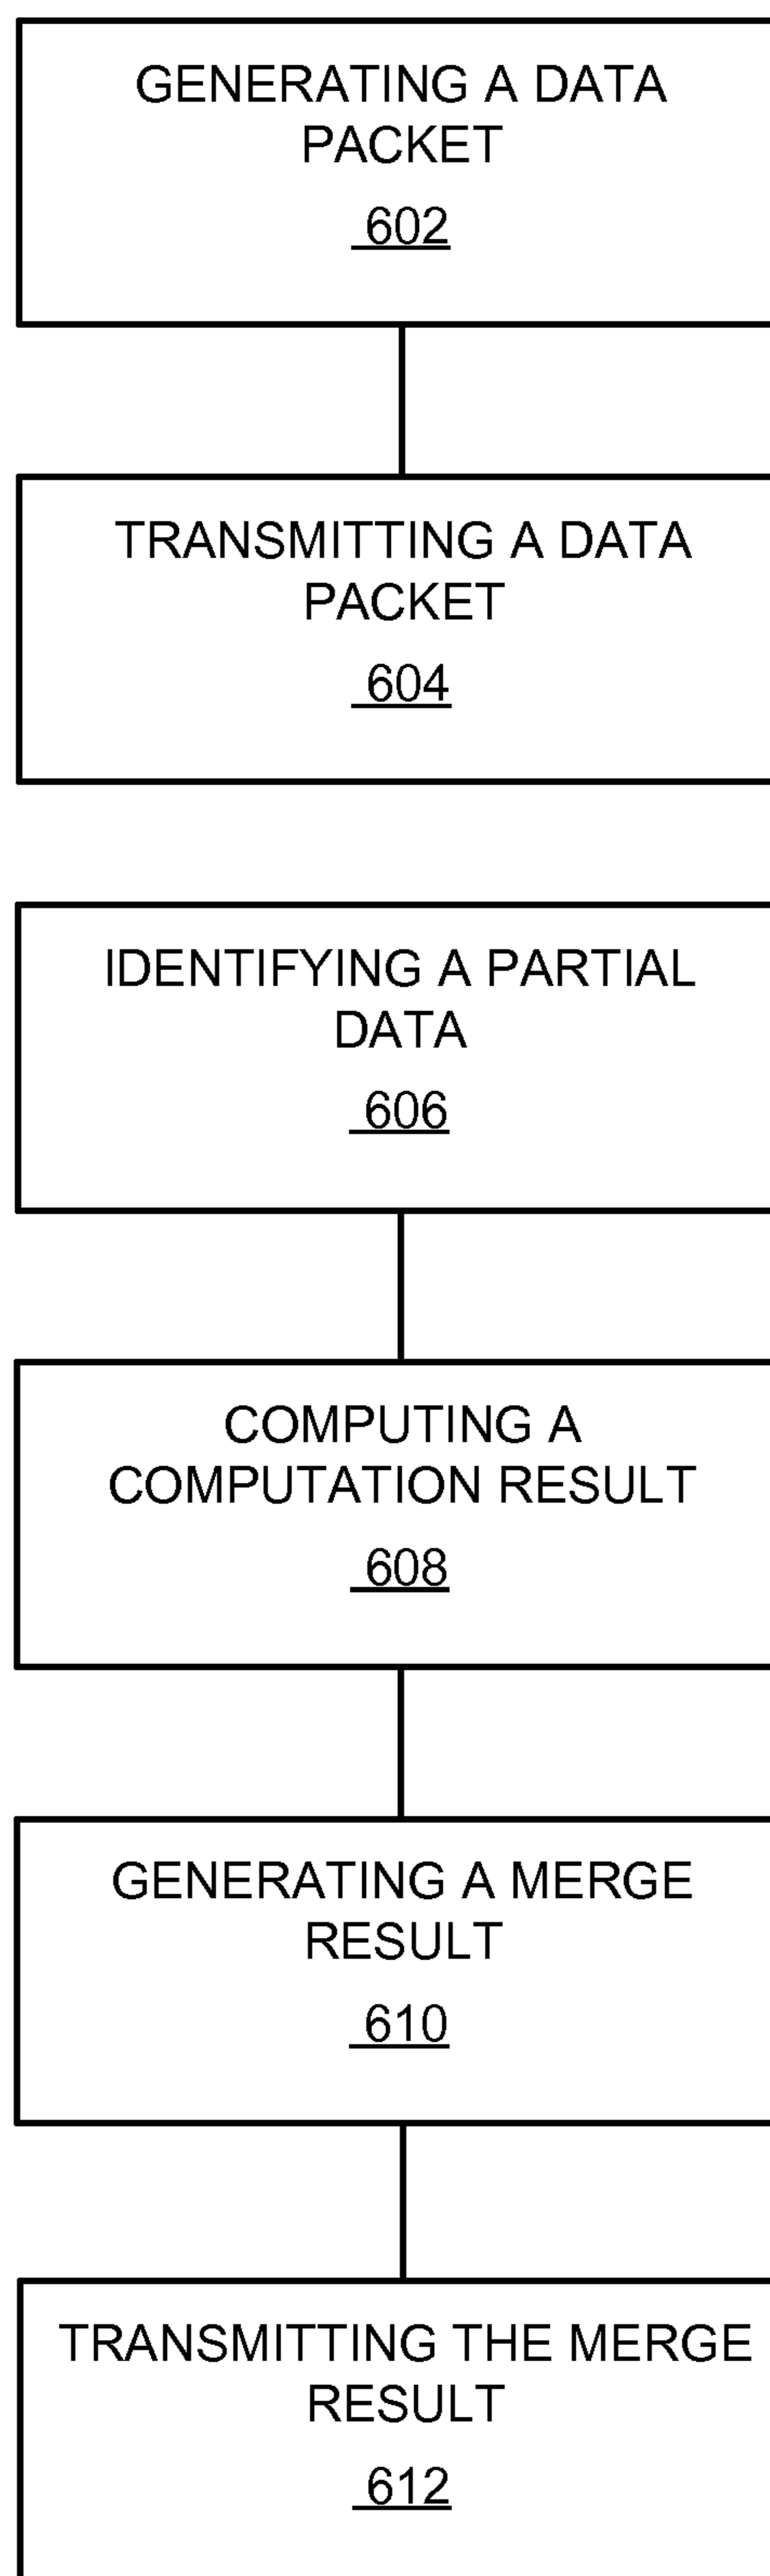 GENERATING A DATA
PACKET
602
TRANSMITTING A DATA
PACKET
604
IDENTIFYING A PARTIAL
DATA
606
COMPUTING A
COMPUTATION RESULT
608
GENERATING A MERGE
RESULT
610
TRANSMITTING THE MERGE
RESULT
612